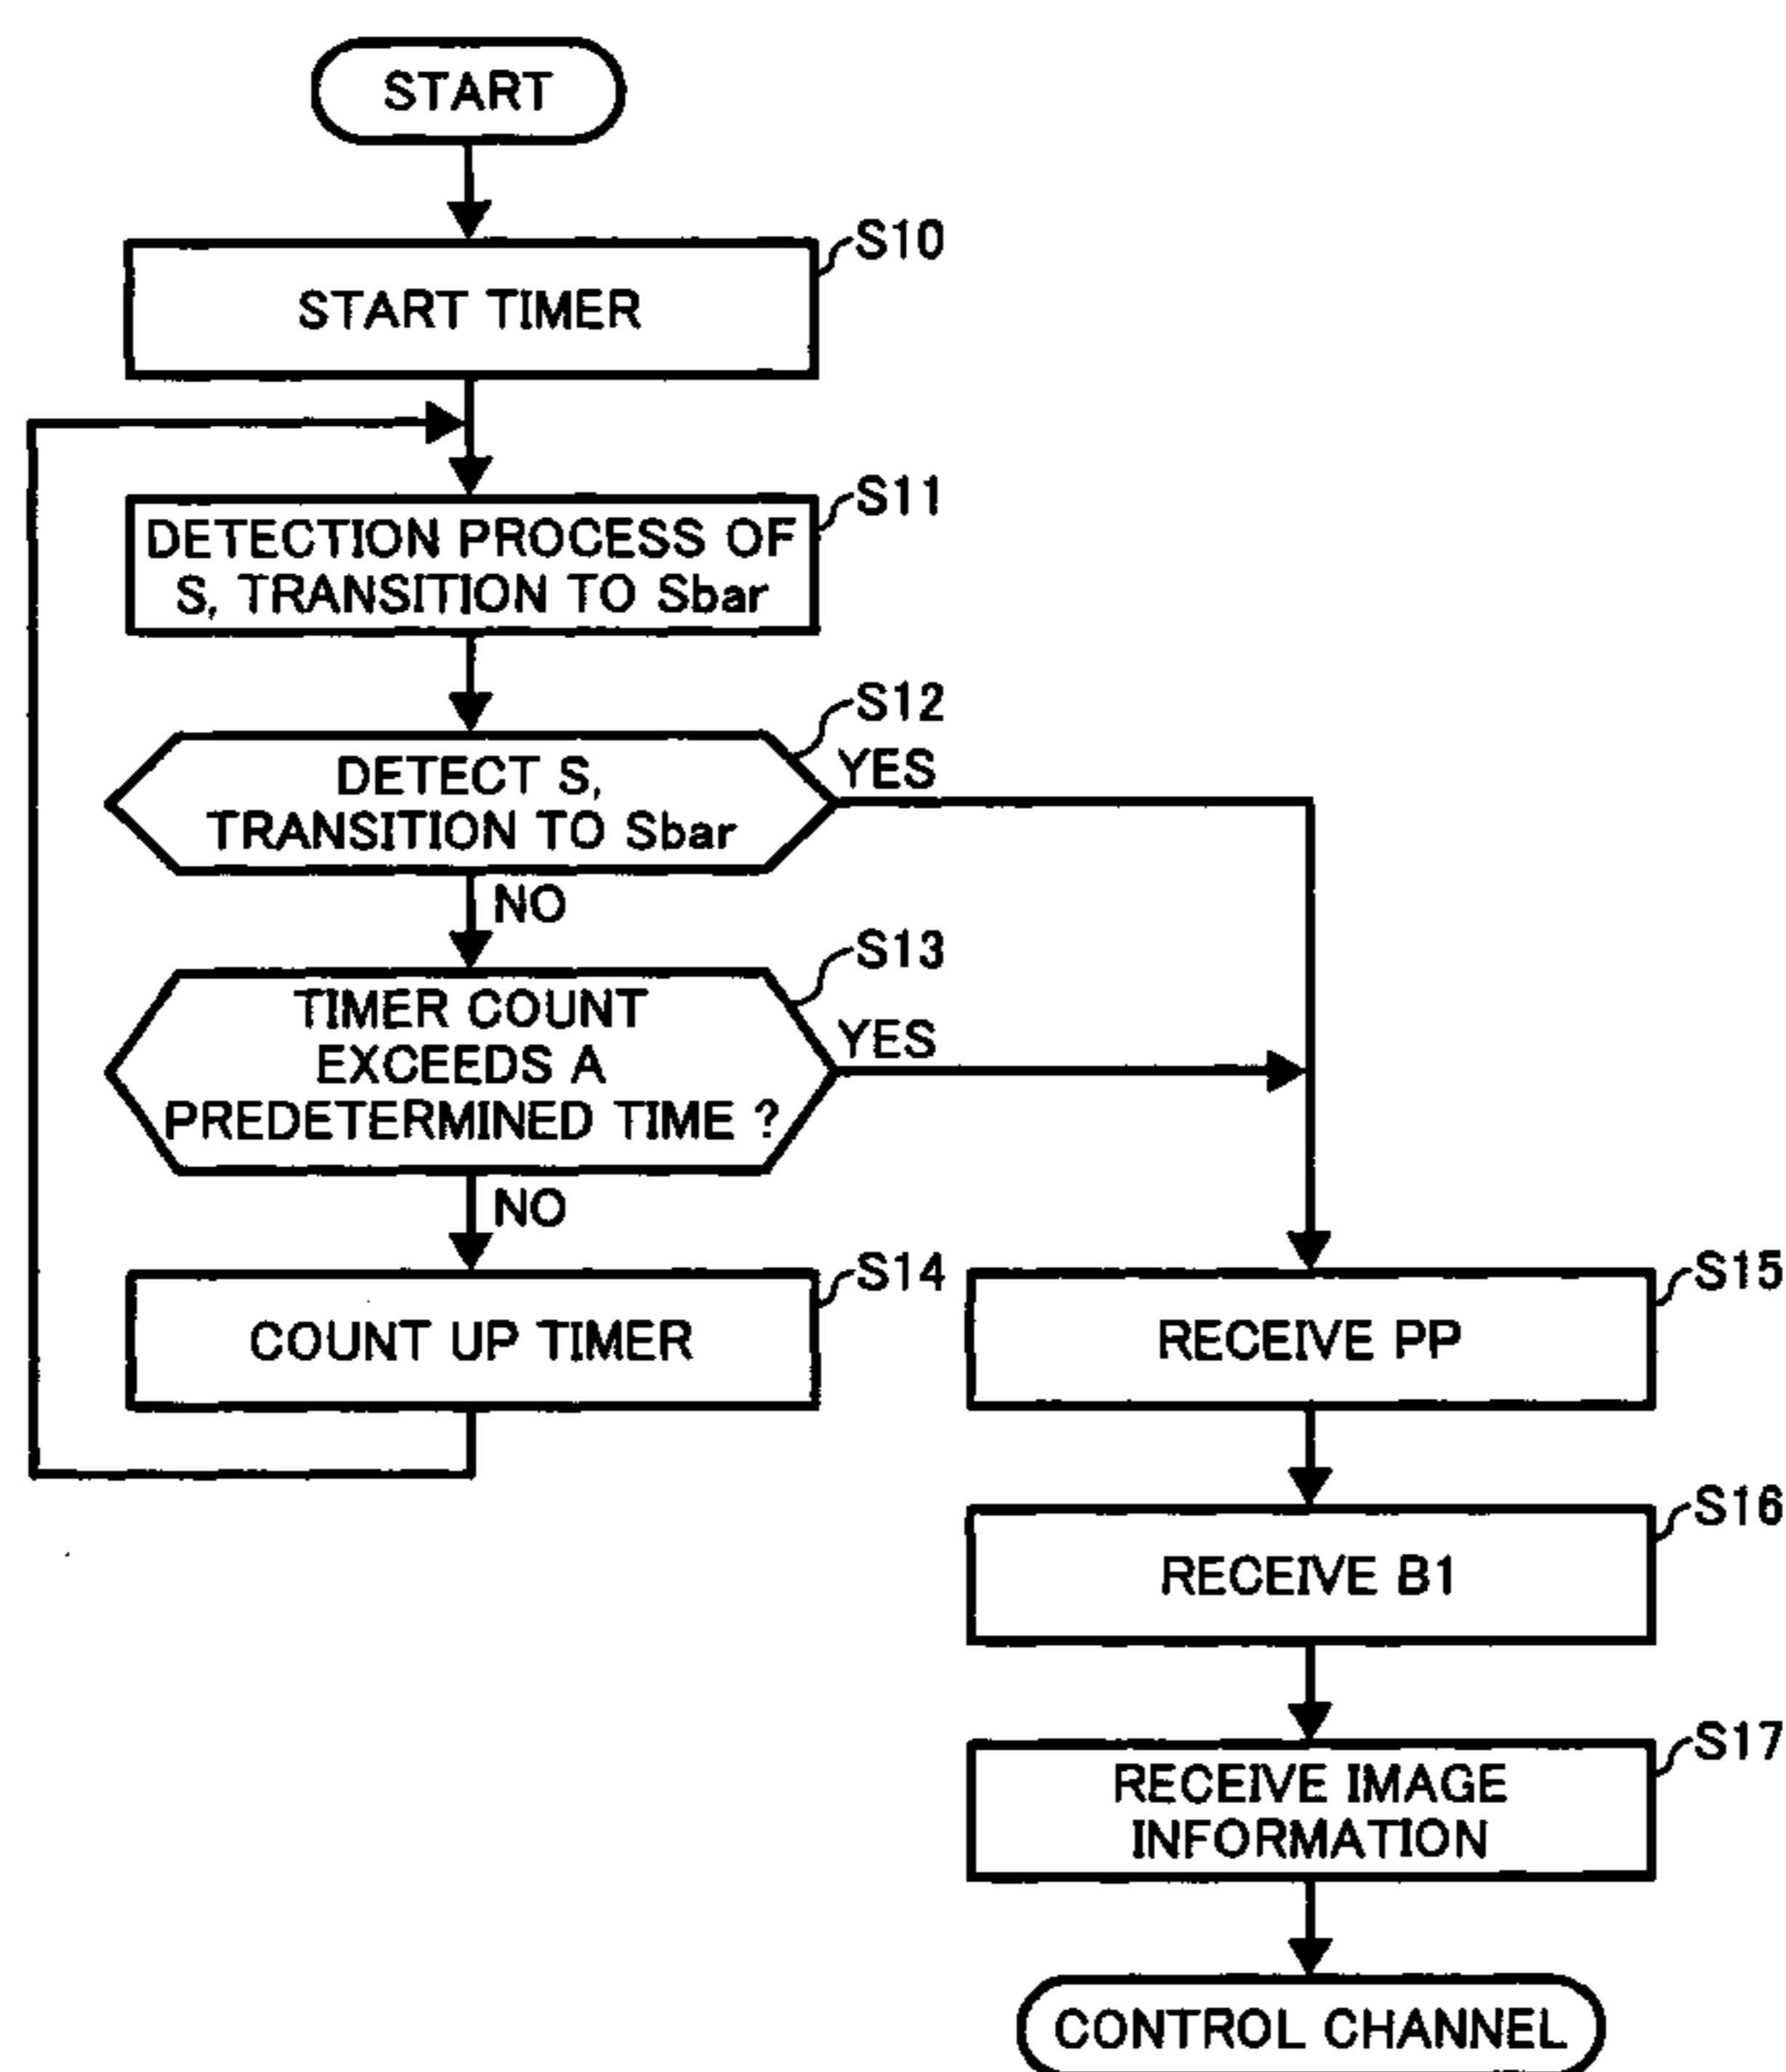 START
S10
START TIMER
S11
DETECTION PROCESS OF
S, TRANSITION TO Sbar
S12
DETECT S,
TRANSITION TO Sbar
YES
NO
S13
TIMER COUNT
EXCEEDS A
PREDETERMINED TIME ?
YES
NO
S14
COUNT UP TIMER
S15
RECEIVE PP
S16
RECEIVE B1
S17
RECEIVE IMAGE
INFORMATION
CONTROL CHANNEL